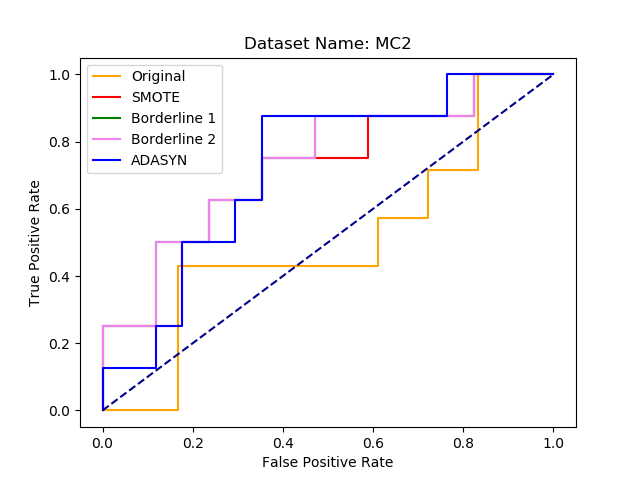 Dataset Name: MC2
Original
SMOTE
Borderline 1
Borderline 2
ADASYN
1.0
0.8
0.6
0.4
0.2
0.0
True Positive Rate
0.0 0.2 0.4 0.6 0.8 1.0
False Positive Rate